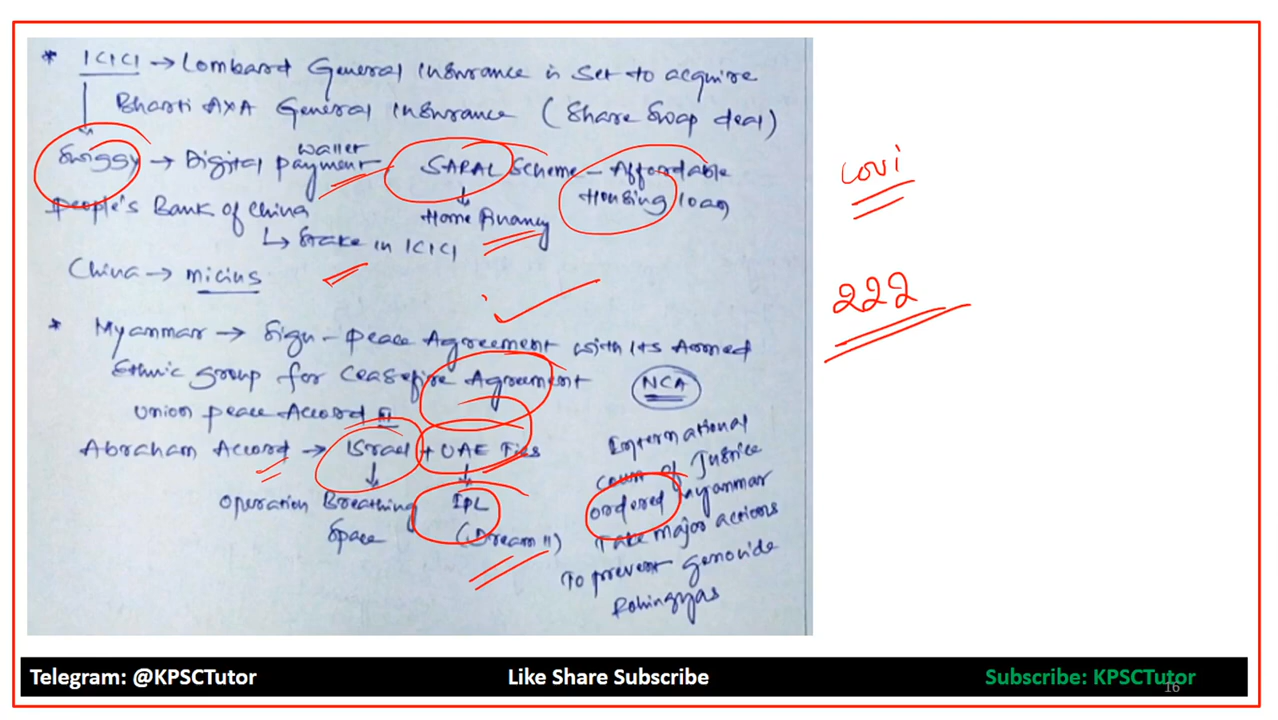 * ICICI → Lombard General Insurance is set to acquire
Bharti AXA General Insurance (Share Swap deal)
Swiggy → Digital payment wallet SARAL Scheme - Affordable
Housing loan
Home Financy
People's Bank of China
↳ Stake in ICICI
China → micius
* Myanmar → Sign - peace Agreement with its Armed
Ethnic group for Ceasefire Agreement
NCA
Union peace Accord III
Abraham Accord → Israel + UAE Ties
Operation Breathing
Space
IPL
(Dream 11)
International
Court of Justice
ordered Myanmar
Take major actions
To prevent genovide
Rohingyas
covi
222
Telegram: @KPSCTutor
Like Share Subscribe
Subscribe: KPSCTutor
16